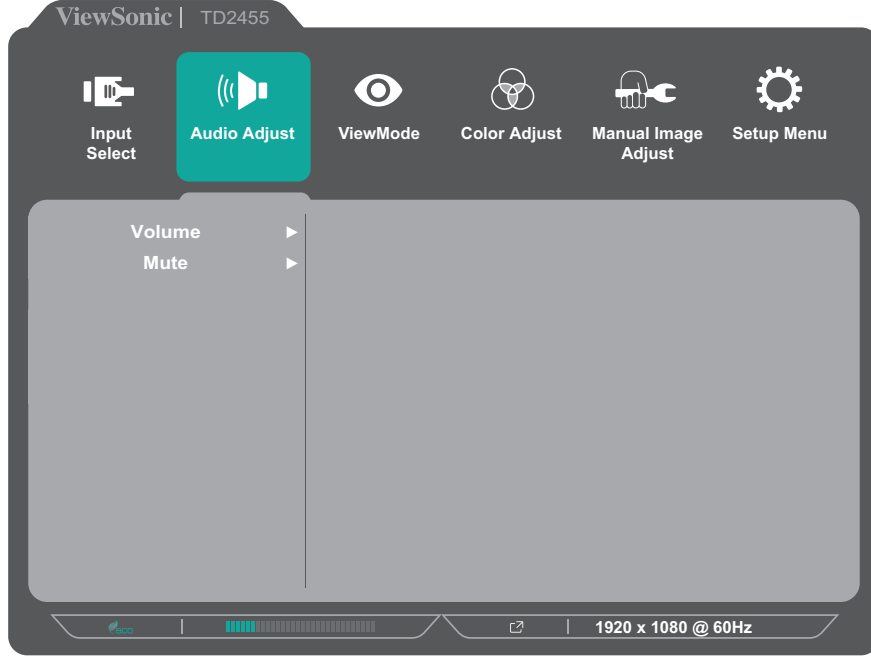 ViewSonic | TD2455
Input
Select
Audio Adjust
ViewMode
Color Adjust
Manual Image
Adjust
Setup Menu
Volume
Mute
eco
1920 x 1080 @ 60Hz